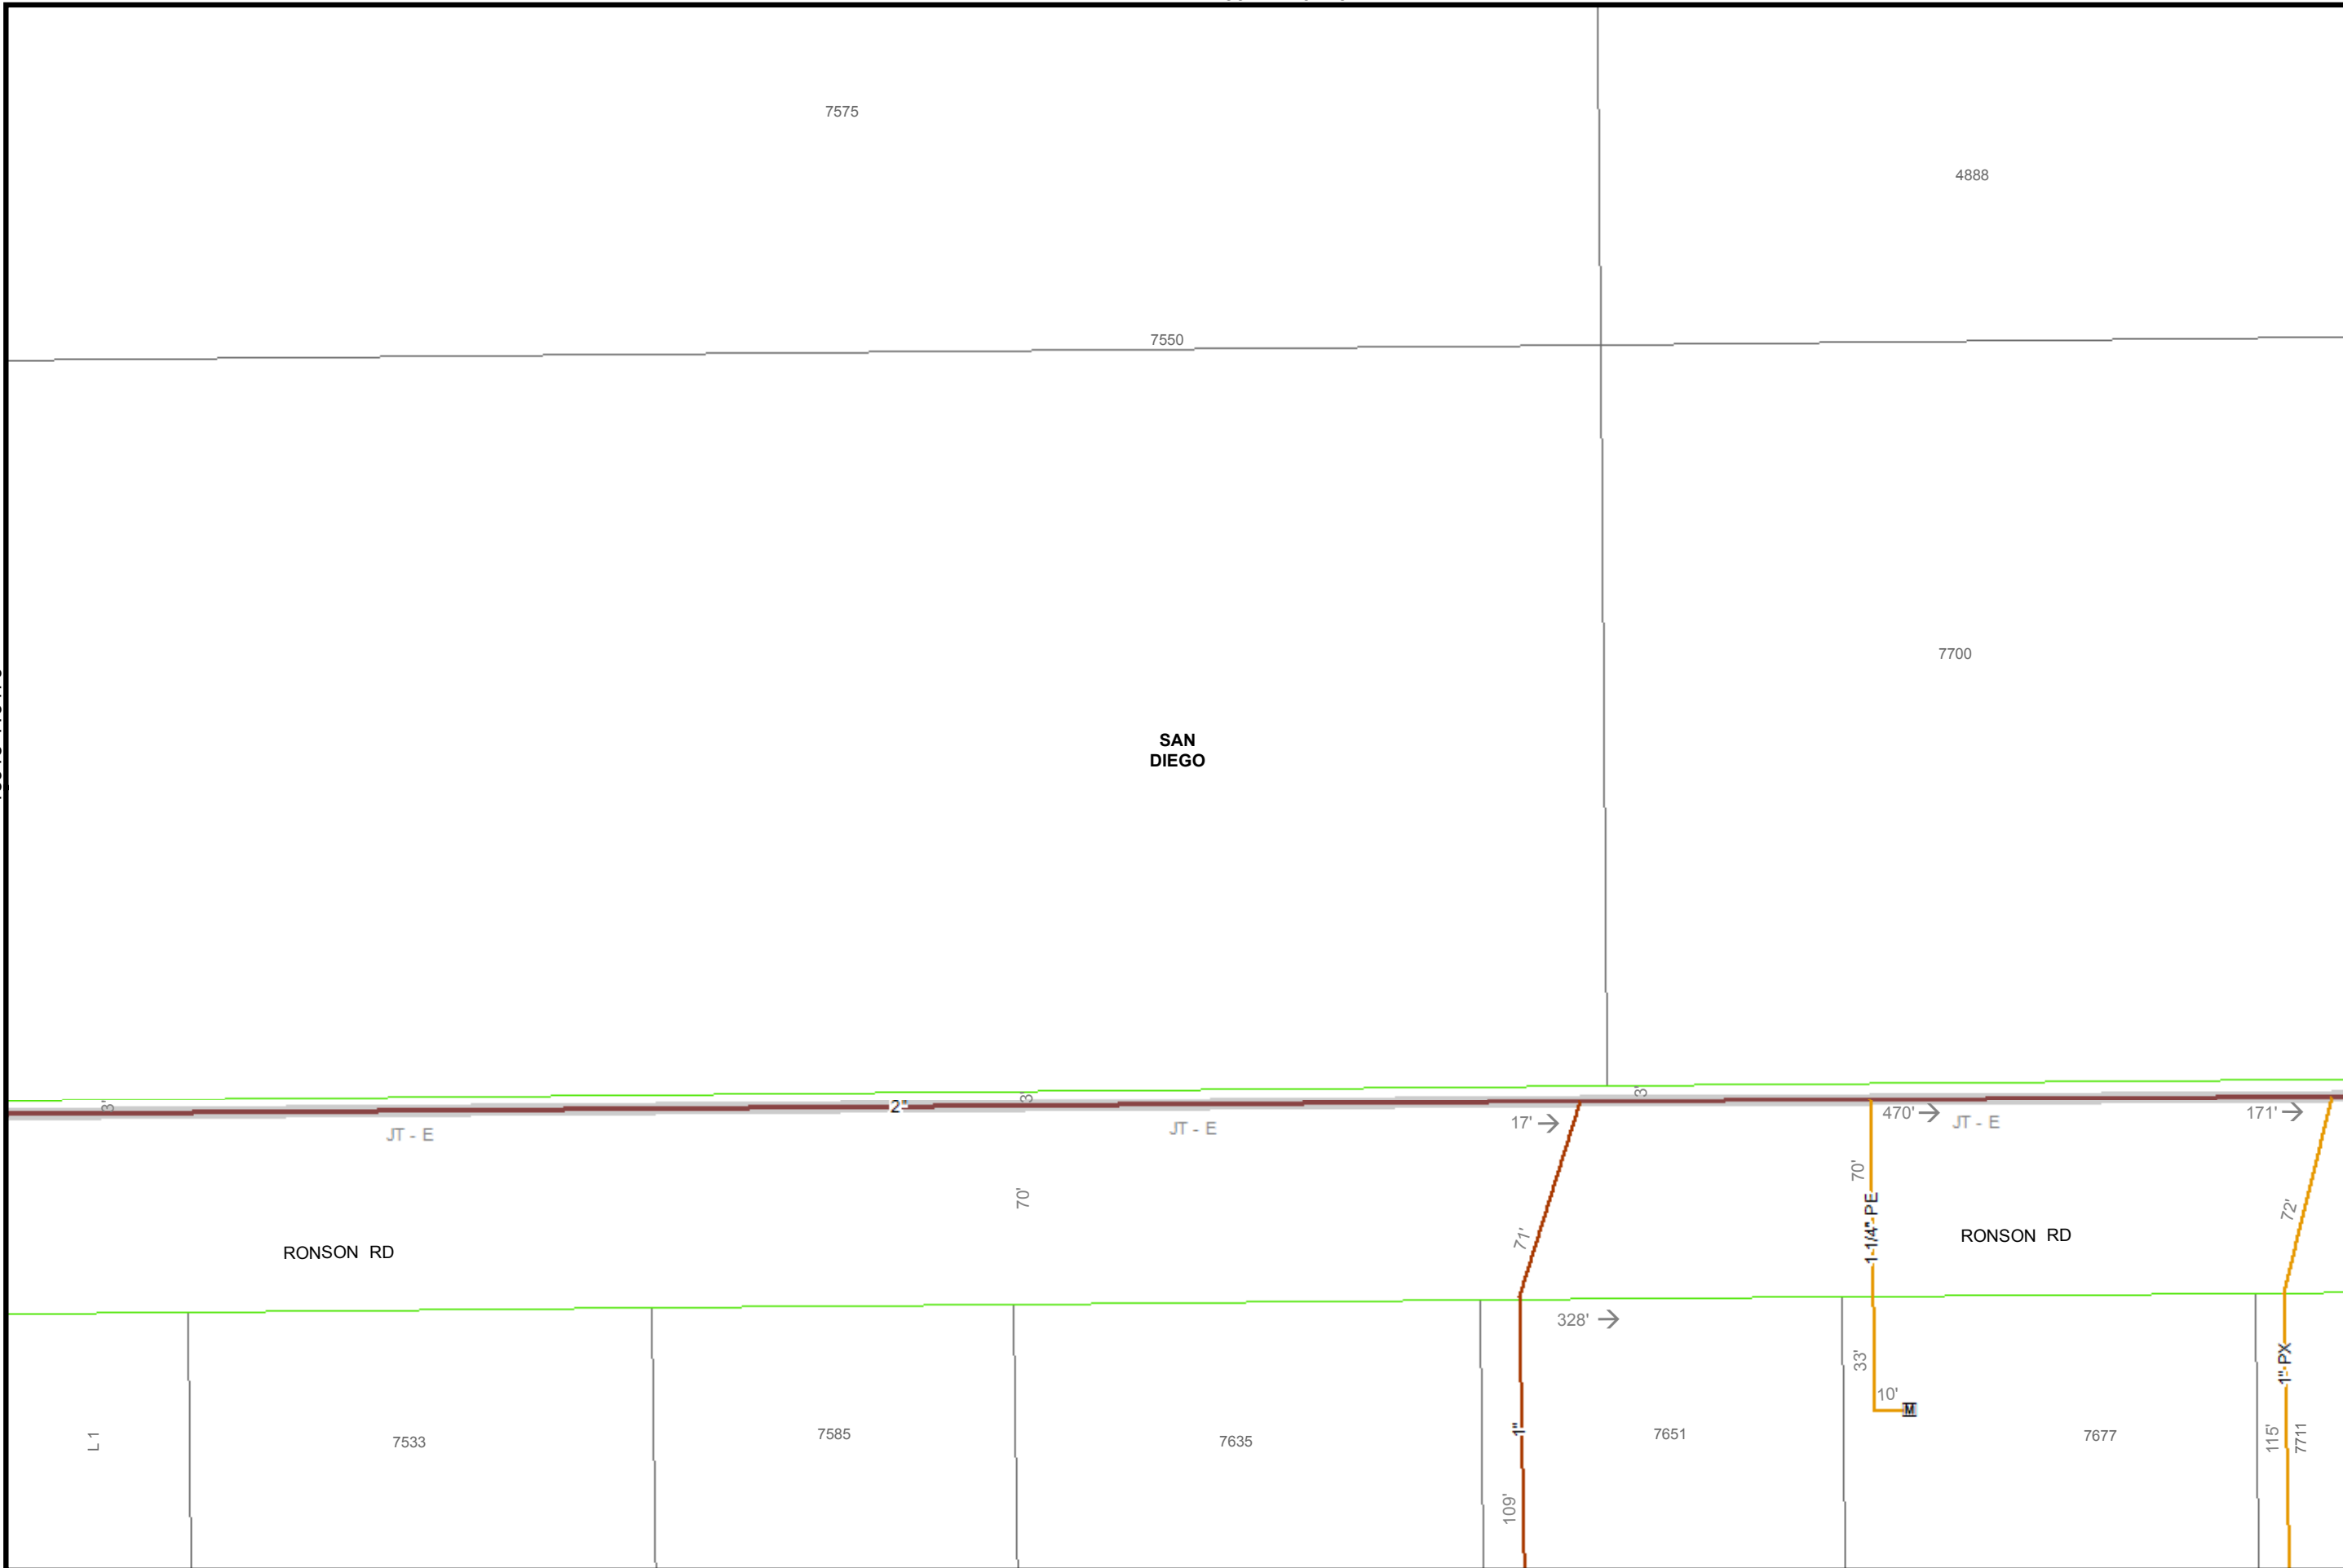 7575
4888
7550
7700
SAN
DIEGO
3'
2"
3'
3'
JT - E
JT - E
17'
470'
JT - E
171'
70'
71'
70'
1-1/4"-PE
72'
RONSON RD
RONSON RD
328'
33'
10'
M
1"-PX
L 1
7533
7585
7635
1"
7651
7677
115'
7711
109'